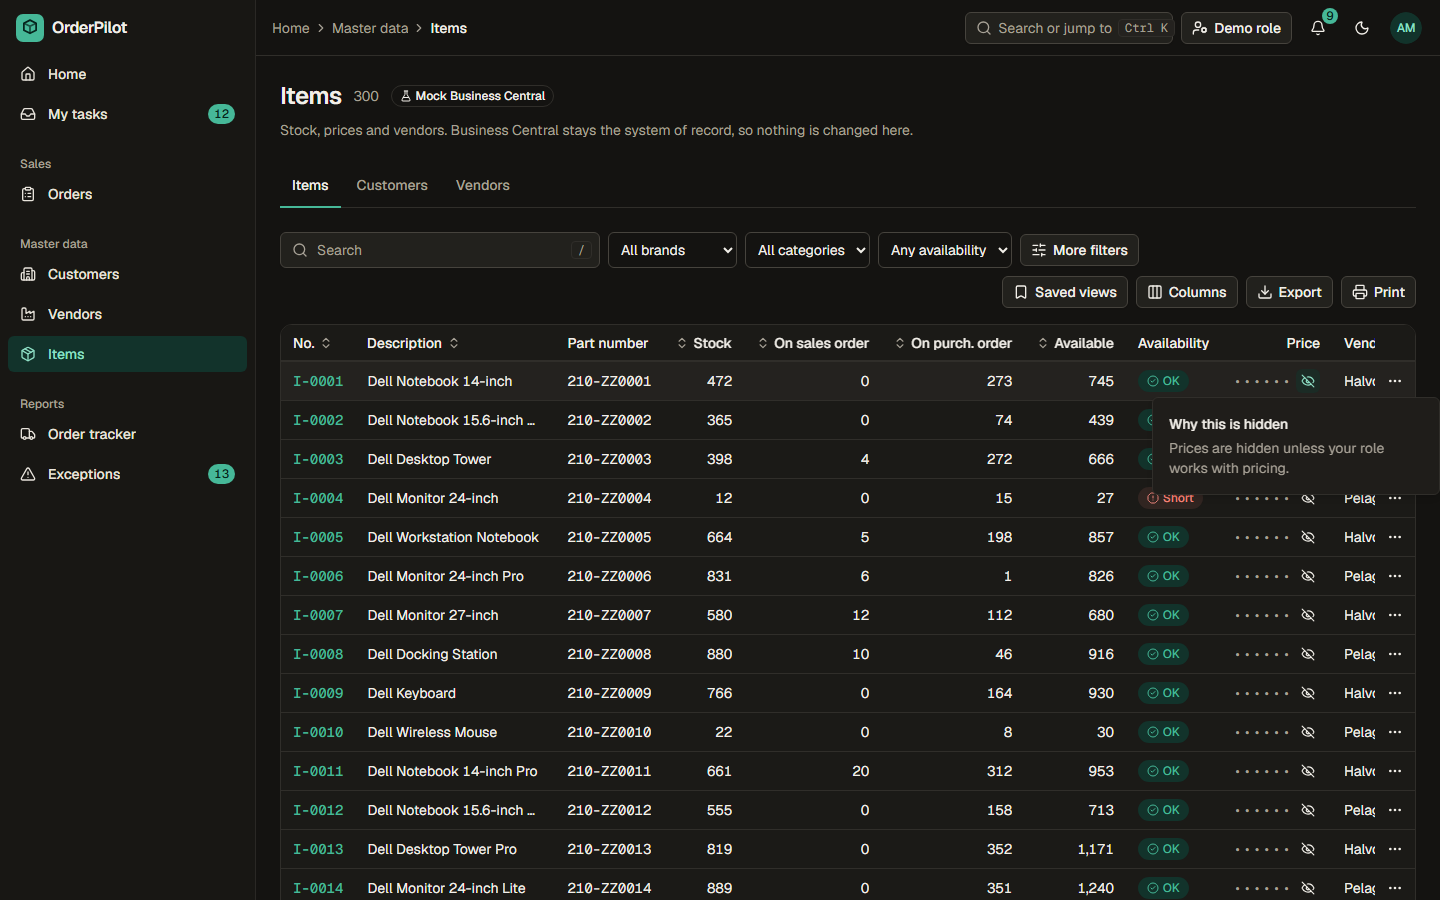 OrderPilot
Home
My tasks 12
Sales
Orders
Master data
Customers
Vendors
Items
Reports
Order tracker
Exceptions 13
Home > Master data > Items
Search or jump to Ctrl K
Demo role
9
AM
Items 300 Mock Business Central
Stock, prices and vendors. Business Central stays the system of record, so nothing is changed here.
Items Customers Vendors
Search / All brands All categories Any availability More filters
Saved views Columns Export Print
No. Description Part number Stock On sales order On purch. order Available Availability Price Venc
I-0001 Dell Notebook 14-inch 210-ZZ0001 472 0 273 745 OK •••••• Halvc ...
I-0002 Dell Notebook 15.6-inch ... 210-ZZ0002 365 0 74 439
I-0003 Dell Desktop Tower 210-ZZ0003 398 4 272 666
Why this is hidden
Prices are hidden unless your role
works with pricing.
I-0004 Dell Monitor 24-inch 210-ZZ0004 12 0 15 27 Short •••••• Pelag ...
I-0005 Dell Workstation Notebook 210-ZZ0005 664 5 198 857 OK •••••• Halvc ...
I-0006 Dell Monitor 24-inch Pro 210-ZZ0006 831 6 1 826 OK •••••• Pelag ...
I-0007 Dell Monitor 27-inch 210-ZZ0007 580 12 112 680 OK •••••• Halvc ...
I-0008 Dell Docking Station 210-ZZ0008 880 10 46 916 OK •••••• Pelag ...
I-0009 Dell Keyboard 210-ZZ0009 766 0 164 930 OK •••••• Halvc ...
I-0010 Dell Wireless Mouse 210-ZZ0010 22 0 8 30 OK •••••• Pelag ...
I-0011 Dell Notebook 14-inch Pro 210-ZZ0011 661 20 312 953 OK •••••• Halvc ...
I-0012 Dell Notebook 15.6-inch ... 210-ZZ0012 555 0 158 713 OK •••••• Pelag ...
I-0013 Dell Desktop Tower Pro 210-ZZ0013 819 0 352 1,171 OK •••••• Halvc ...
I-0014 Dell Monitor 24-inch Lite 210-ZZ0014 889 0 351 1,240 OK •••••• Pelag ...